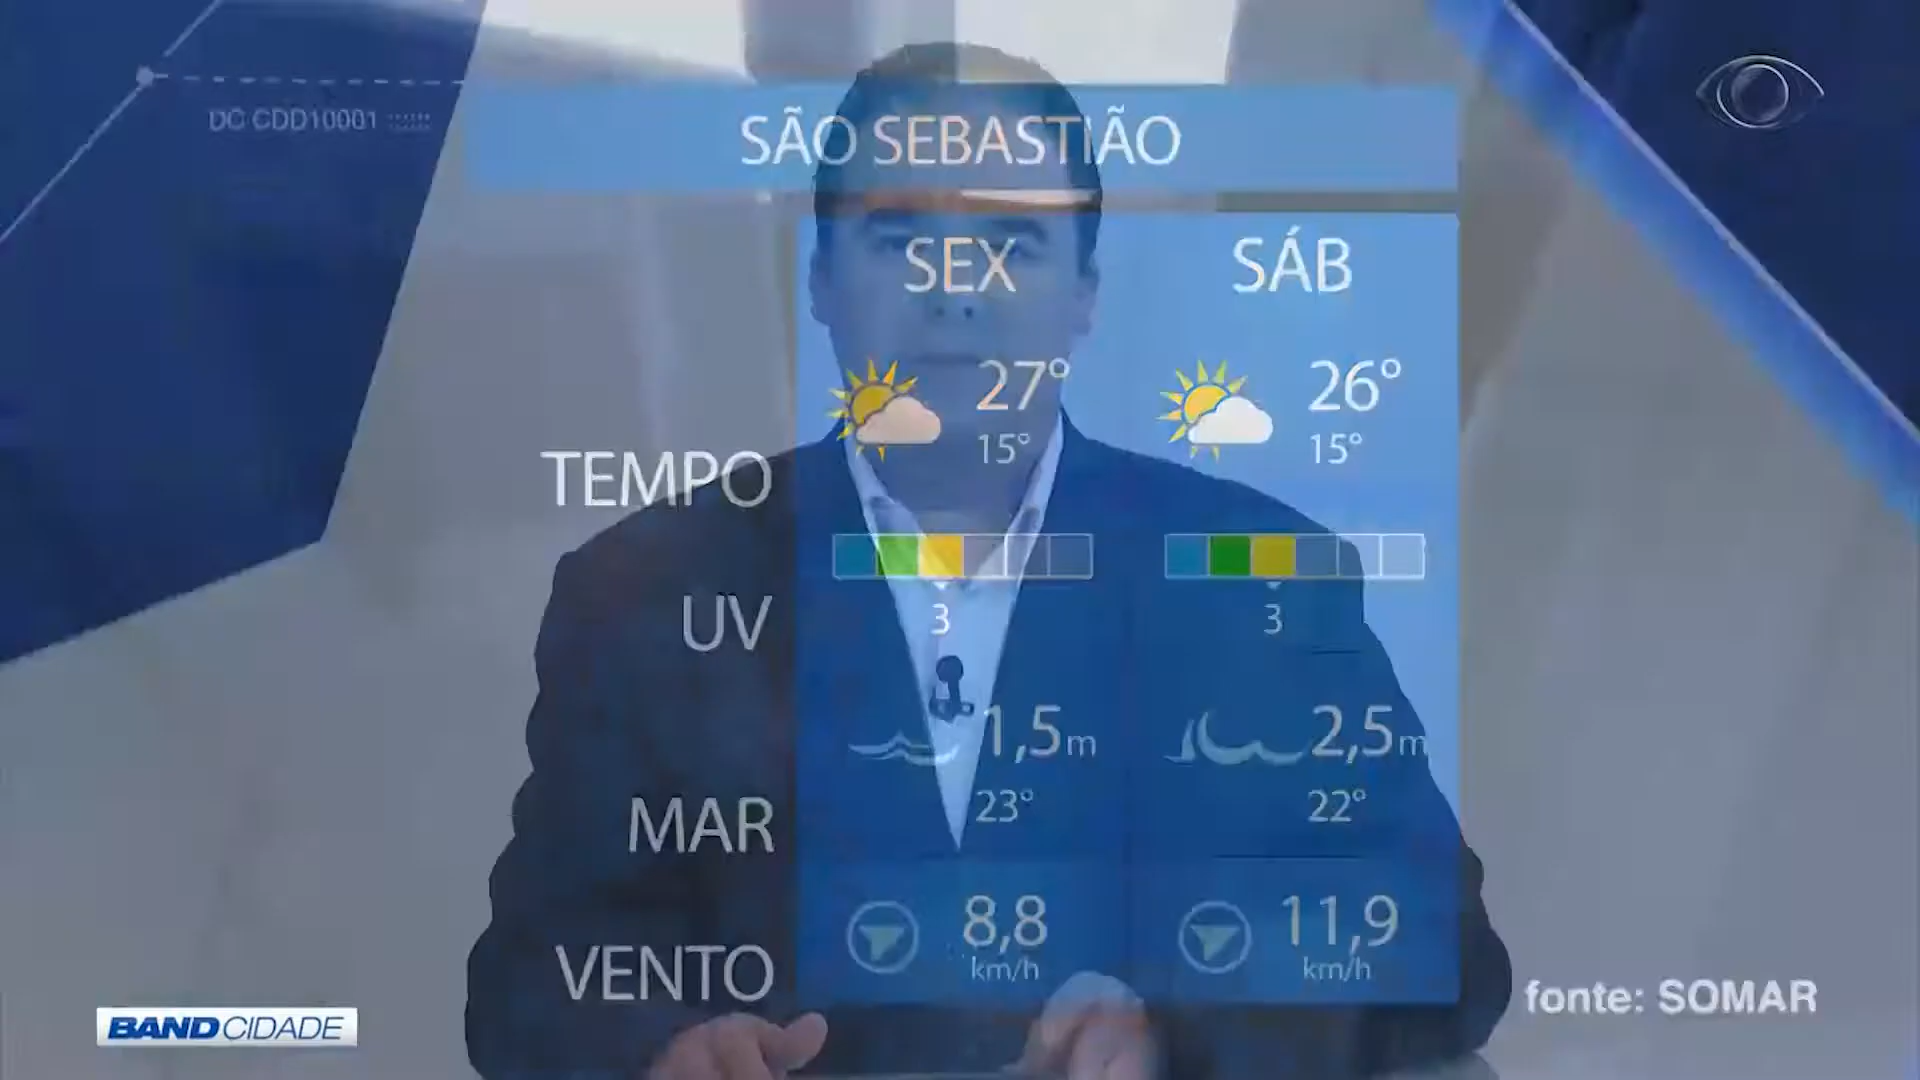 DC CDD10001
SÃO SEBASTIÃO
SEX SÁB
TEMPO
27° 26°
15° 15°
UV
3 3
MAR
1,5m 2,5m
23° 22°
VENTO
8,8 11,9
km/h km/h
BAND CIDADE
fonte: SOMAR